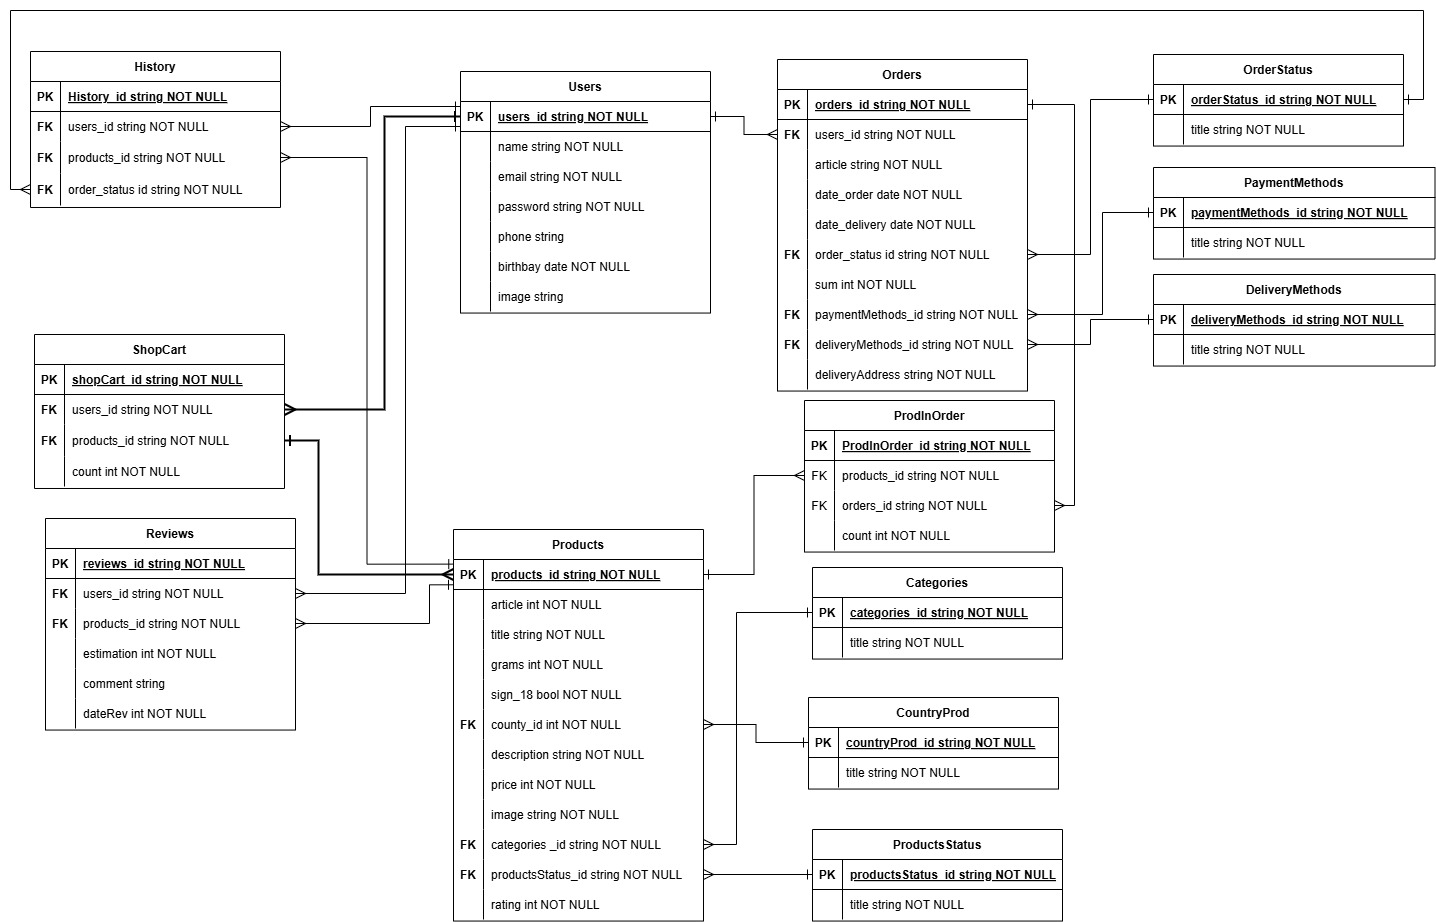 History
PK History_id string NOT NULL
FK users_id string NOT NULL
FK products_id string NOT NULL
FK order_status id string NOT NULL
Users
PK users_id string NOT NULL
name string NOT NULL
email string NOT NULL
password string NOT NULL
phone string
birthbay date NOT NULL
image string
Orders
PK orders_id string NOT NULL
FK users_id string NOT NULL
article string NOT NULL
date_order date NOT NULL
date_delivery date NOT NULL
FK order_status id string NOT NULL
sum int NOT NULL
FK paymentMethods_id string NOT NULL
FK deliveryMethods_id string NOT NULL
deliveryAddress string NOT NULL
OrderStatus
PK orderStatus_id string NOT NULL
title string NOT NULL
PaymentMethods
PK paymentMethods_id string NOT NULL
title string NOT NULL
DeliveryMethods
PK deliveryMethods_id string NOT NULL
title string NOT NULL
ShopCart
PK shopCart_id string NOT NULL
FK users_id string NOT NULL
FK products_id string NOT NULL
count int NOT NULL
ProdInOrder
PK ProdInOrder_id string NOT NULL
FK products_id string NOT NULL
FK orders_id string NOT NULL
count int NOT NULL
Reviews
PK reviews_id string NOT NULL
FK users_id string NOT NULL
FK products_id string NOT NULL
estimation int NOT NULL
comment string
dateRev int NOT NULL
Products
PK products_id string NOT NULL
article int NOT NULL
title string NOT NULL
grams int NOT NULL
sign_18 bool NOT NULL
FK county_id int NOT NULL
description string NOT NULL
price int NOT NULL
image string NOT NULL
FK categories _id string NOT NULL
FK productsStatus_id string NOT NULL
rating int NOT NULL
Categories
PK categories_id string NOT NULL
title string NOT NULL
CountryProd
PK countryProd_id string NOT NULL
title string NOT NULL
ProductsStatus
PK productsStatus_id string NOT NULL
title string NOT NULL